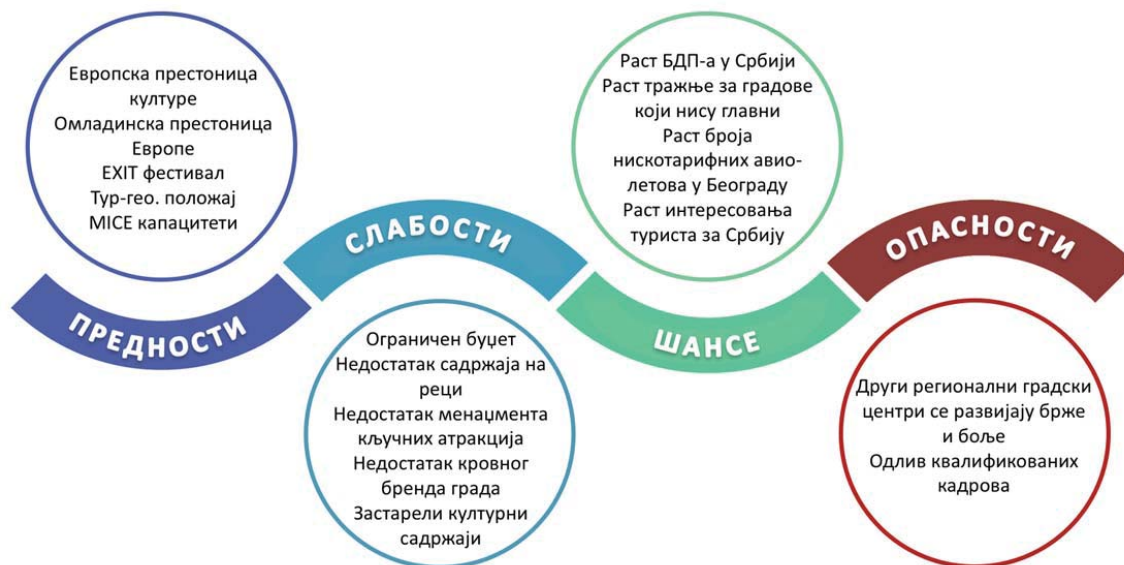 Европска престоница
културе
Омладинска престоница
Европе
EXIT фестивал
Тур-гео. положај
MICE капацитети
ПРЕДНОСТИ
СЛАБОСТИ
Ограничен буџет
Недостатак садржаја на
реци
Недостатак менаџмента
кључних атракција
Недостатак кровног
бренда града
Застарели културни
садржаји
Раст БДП-а у Србији
Раст тражње за градове
који нису главни
Раст броја
нискотарифних авио-
летова у Београду
Раст интересовања
туриста за Србију
ШАНСЕ
ОПАСНОСТИ
Други регионални градски
центри се развијају брже
и боље
Одлив квалификованих
кадрова